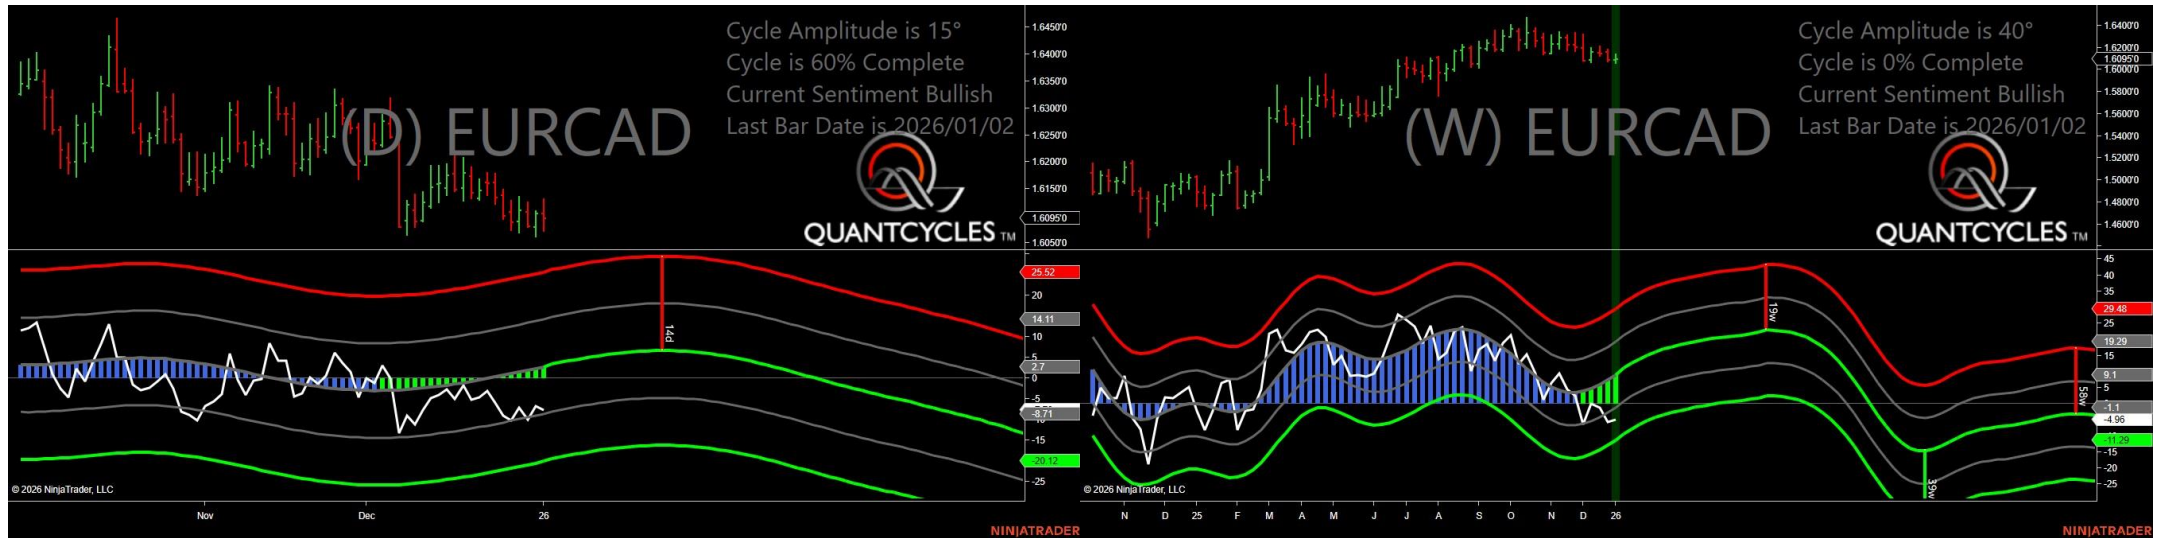 Cycle Amplitude is 15°
Cycle is 60% Complete
Current Sentiment Bullish
Last Bar Date is 2026/01/02
(D) EURCAD
QUANTCYCLES TM
1.6450'0
1.6400'0
1.6350'0
1.6300'0
1.6250'0
1.6200'0
1.6150'0
1.6095'0
1.6050'0
25.52
20
14.11
10
5
2.7
0
-5
-8.71
-15
-20.12
-25
14d
© 2026 NinjaTrader, LLC
Nov
Dec
26
NINJATRADER
Cycle Amplitude is 40°
Cycle is 0% Complete
Current Sentiment Bullish
Last Bar Date is 2026/01/02
(W) EURCAD
QUANTCYCLES TM
1.6400'0
1.6200'0
1.6095'0
1.6000'0
1.5800'0
1.5600'0
1.5400'0
1.5200'0
1.5000'0
1.4800'0
1.4600'0
45
40
35
29.48
25
19.29
15
9.1
5
-1.1
-4.96
-11.29
-15
-20
-25
19w
39w
58w
© 2026 NinjaTrader, LLC
N
D
25
F
M
A
M
J
J
A
S
O
N
D
26
NINJATRADER